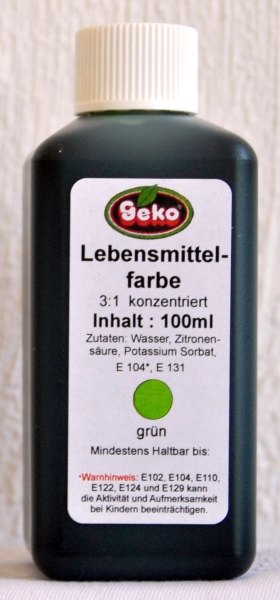 Geko
Lebensmittel-
farbe
3:1 konzentriert
Inhalt : 100ml
Zutaten: Wasser, Zitronen-
säure, Potassium Sorbat,
E 104*, E 131
grün
Mindestens Haltbar bis:
*Warnhinweis: E102, E104, E110,
E122, E124 und E129 kann
die Aktivität und Aufmerksamkeit
bei Kindern beeinträchtigen.